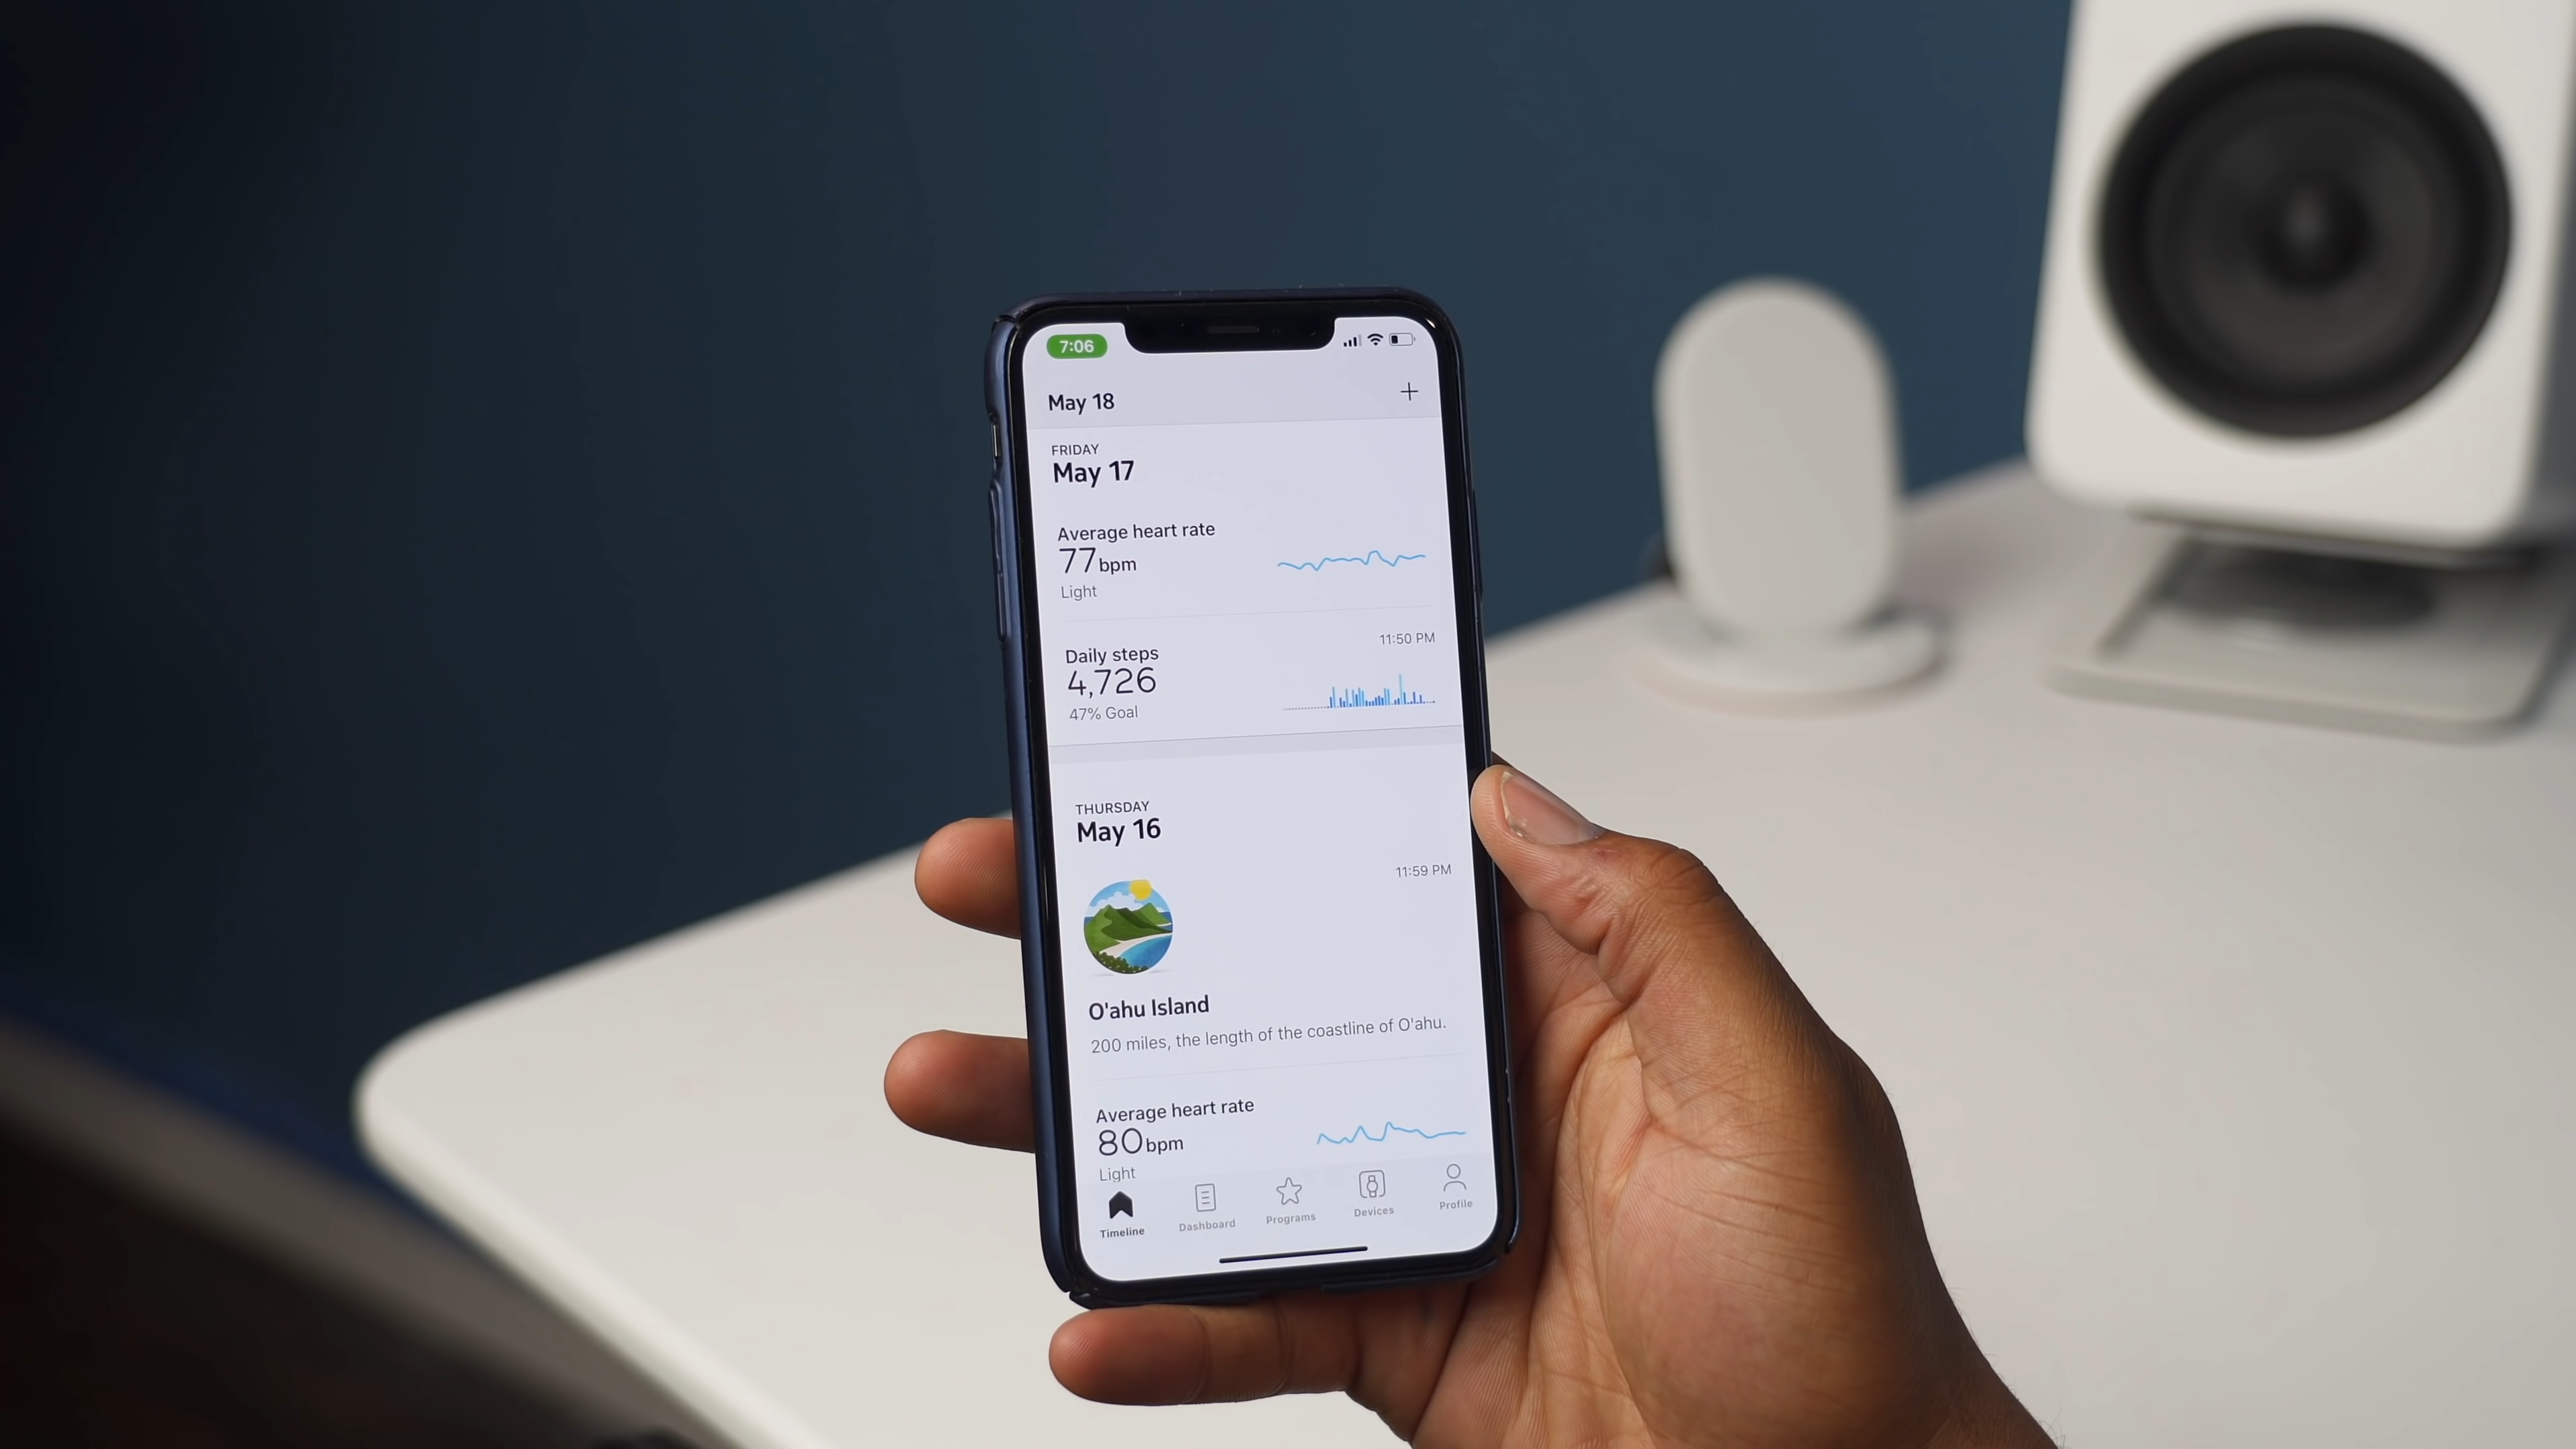 7:06
May 18
FRIDAY
May 17
Average heart rate
77 bpm
Light
11:50 PM
Daily steps
4,726
47% Goal
THURSDAY
May 16
11:59 PM
O'ahu Island
200 miles, the length of the coastline of O'ahu.
Average heart rate
80 bpm
Light
Timeline
Dashboard
Programs
Devices
Profile